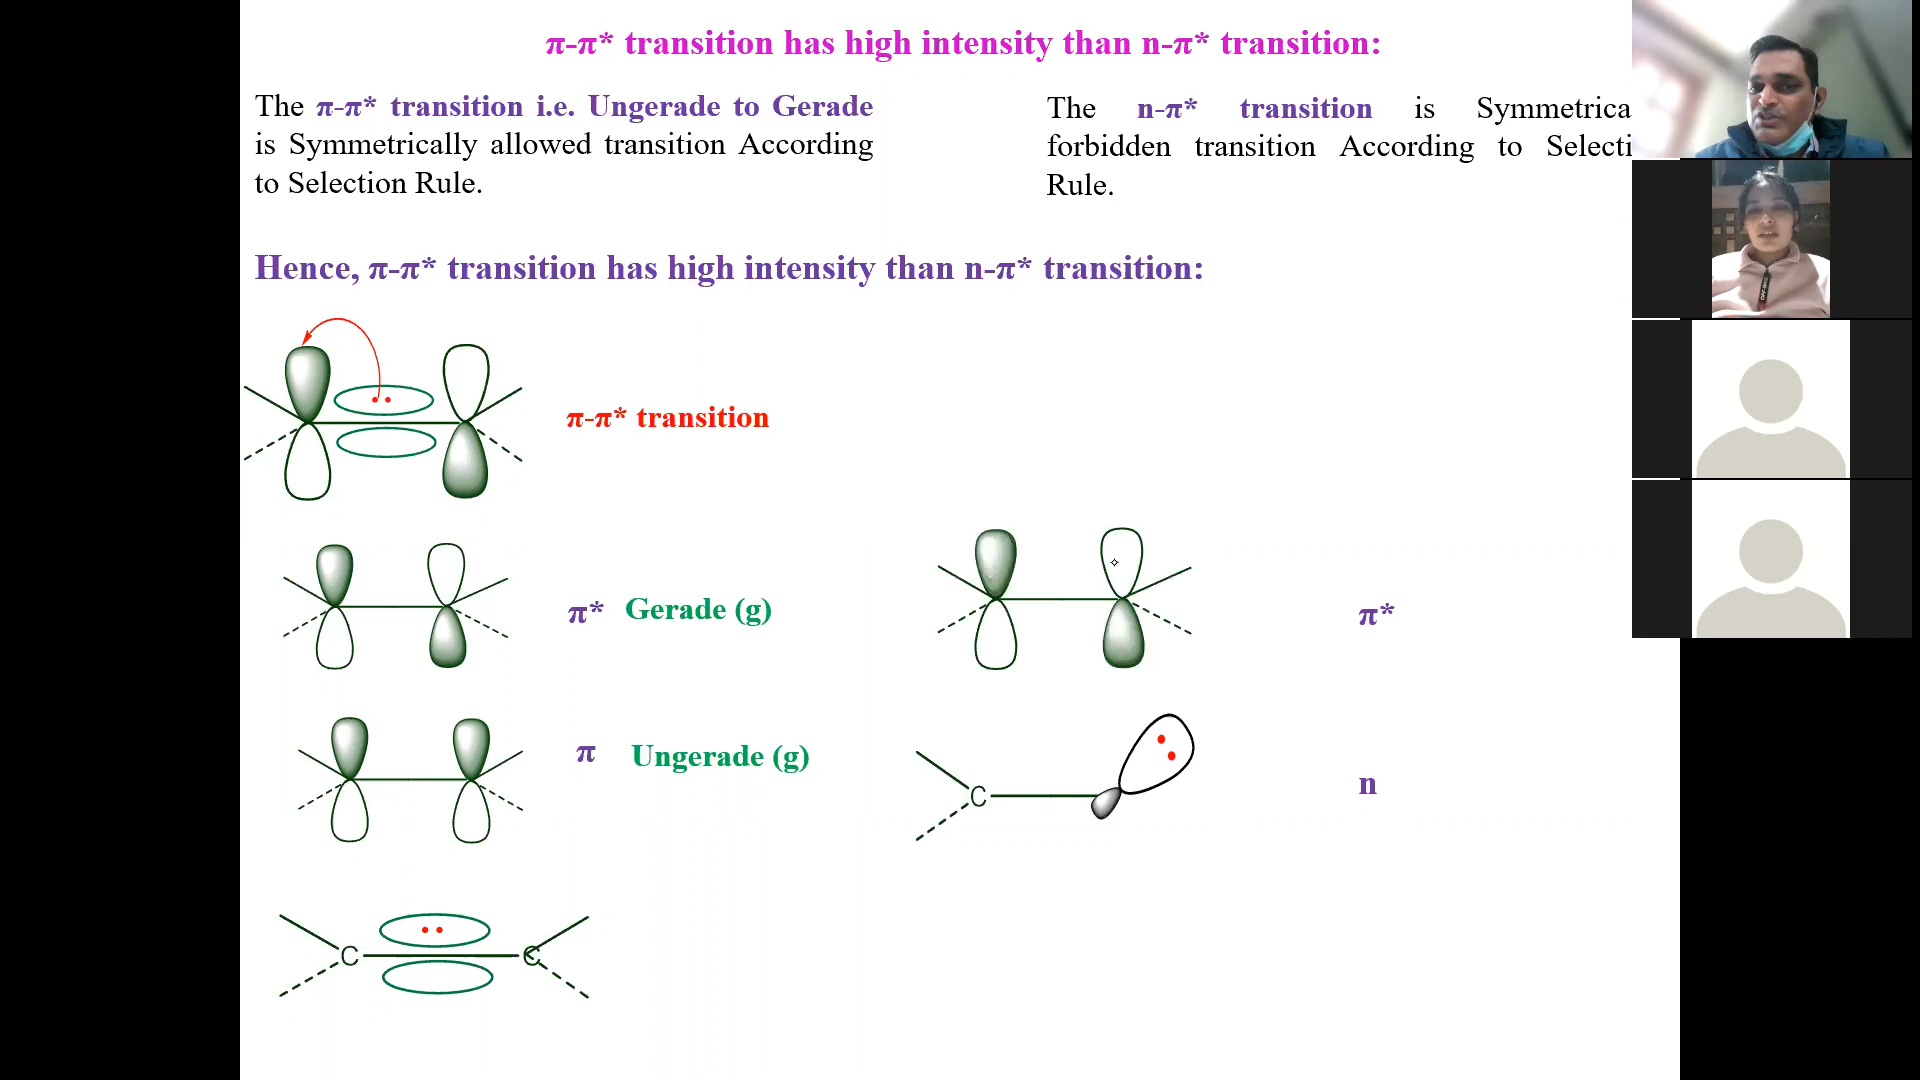 π-π* transition has high intensity than n-π* transition:
The π-π* transition i.e. Ungerade to Gerade
is Symmetrically allowed transition According
to Selection Rule.
The n-π* transition is Symmetrica
forbidden transition According to Selecti
Rule.
Hence, π-π* transition has high intensity than n-π* transition:
π-π* transition
π* Gerade (g)
π*
π Ungerade (g)
C
n
C C